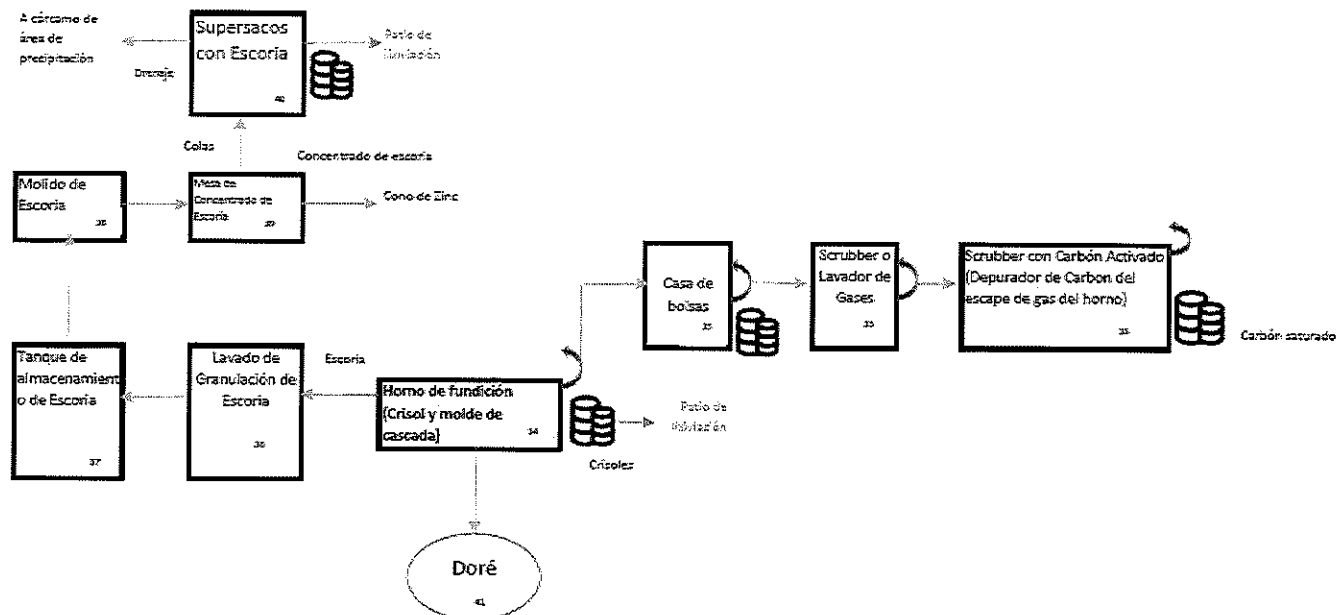 A cárcamo de
área de
precipitación
Drenaje
Supersacos
con Escoria
40
Patio de
lixiviación
Colas
Concentrado de escoria
Molido de
Escoria
38
Mesa de
Concentrado de
Escoria
39
Cono de Zinc
Casa de
bolsas
35
Scrubber o
Lavador de
Gases
Scrubber con Carbón Activado
(Depurador de Carbon del
escape de gas del horno)
Carbón saturado
Tanque de
almacenamient
o de Escoria
37
Lavado de
Granulación de
Escoria
36
Escoria
Horno de fundición
(Crisol y molde de
cascada)
34
Crisoles
Patio de
lixiviación
Doré
41